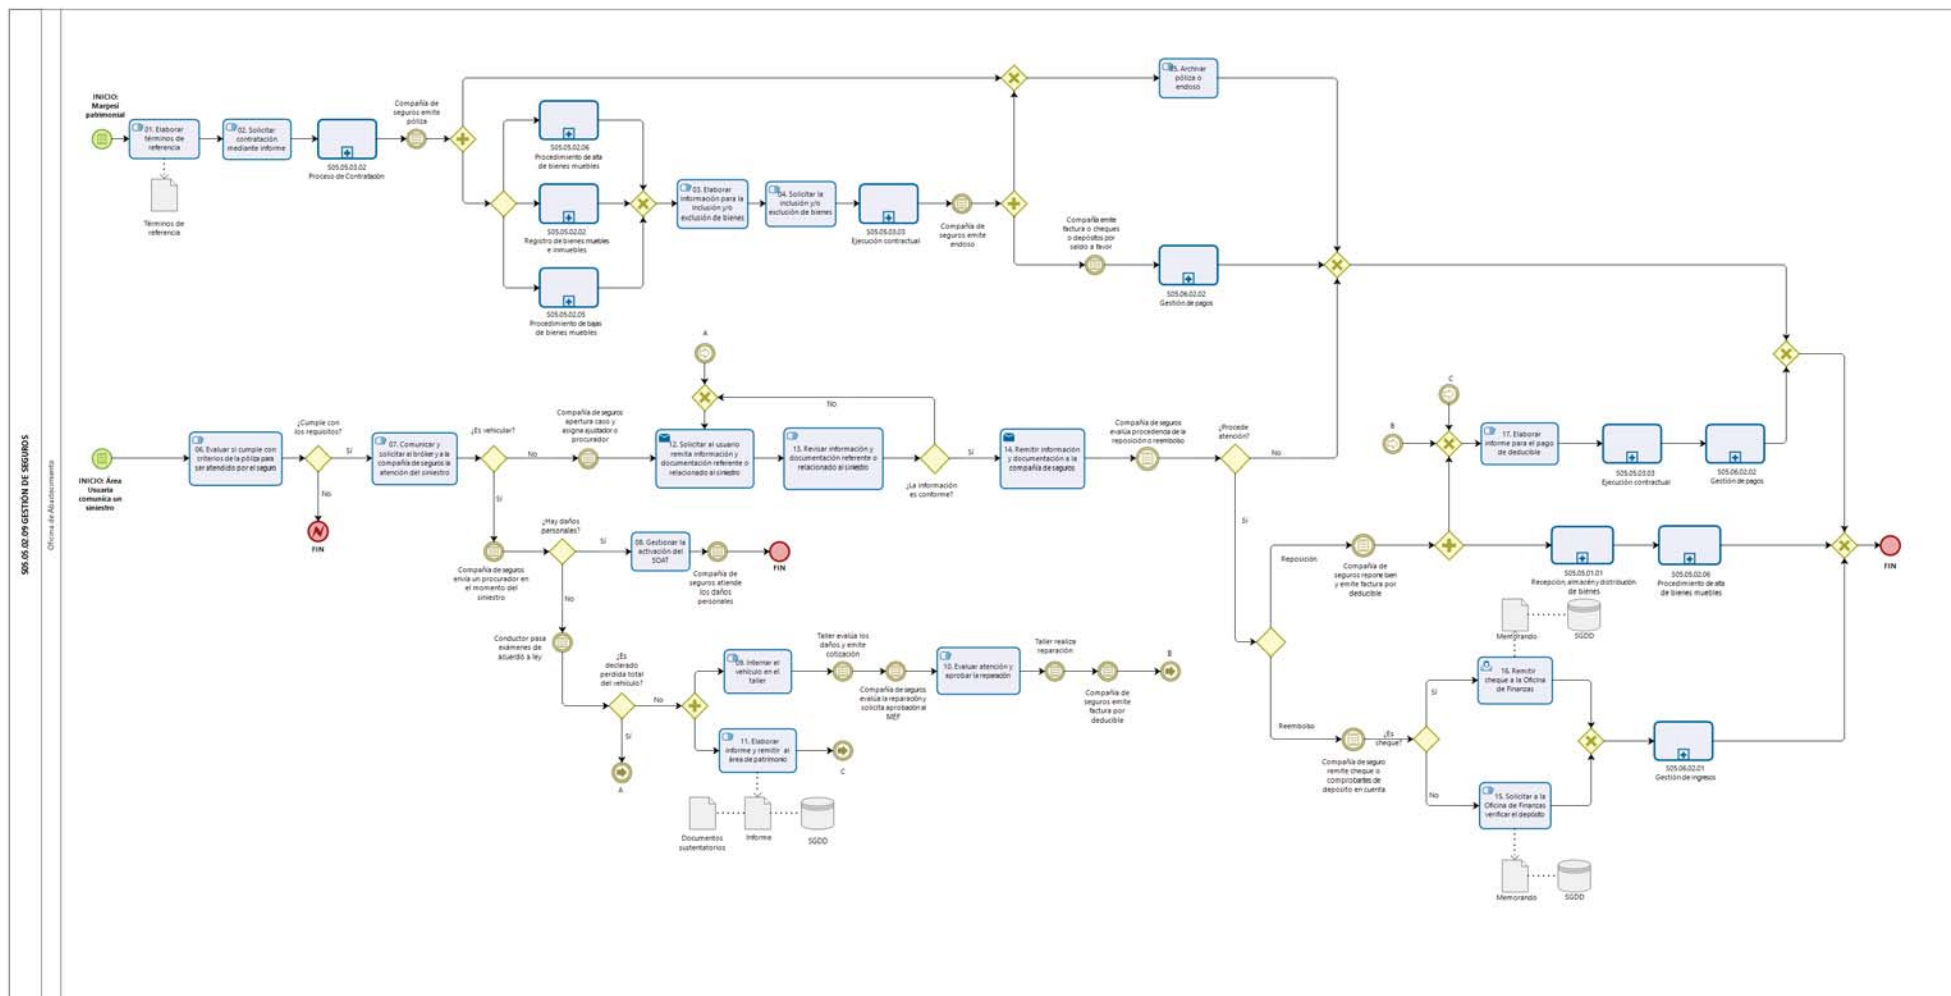 S05.05.02.09 GESTIÓN DE SEGUROS
Oficina de Abastecimiento
INICIO:
Margesí
patrimonial
01. Elaborar
términos de
referencia
Términos de
referencia
02. Solicitar
contratación
mediante informe
S05.05.03.02
Proceso de Contratación
Compañía de
seguros emite
póliza
S05.05.02.06
Procedimiento de alta
de bienes muebles
S05.05.02.02
Registro de bienes muebles
e inmuebles
S05.05.02.05
Procedimiento de bajas
de bienes muebles
03. Elaborar
información para la
inclusión y/o
exclusión de bienes
04. Solicitar la
inclusión y/o
exclusión de bienes
S05.05.03.03
Ejecución contractual
Compañía de
seguros emite
endoso
05. Archivar
póliza o
endoso
Compañía emite
factura o cheques
o depósitos por
saldo a favor
S05.06.02.02
Gestión de pagos
INICIO: Área
Usuaria
comunica un
siniestro
06. Evaluar si cumple con
criterios de la póliza para
ser atendido por el seguro
¿Cumple con
los requisitos?
Sí
No
FIN
07. Comunicar y
solicitar al bróker y a la
compañía de seguros la
atención del siniestro
¿Es vehicular?
No
Sí
Compañía de seguros
apertura caso y
asigna ajustador o
procurador
A
12. Solicitar al usuario
remita información y
documentación referente o
relacionado al siniestro
13. Revisar información y
documentación referente o
relacionado al siniestro
No
Sí
¿La información
es conforme?
14. Remitir información
y documentación a la
compañía de seguros
Compañía de seguros
evalúa procedencia de la
reposición o reembolso
¿Procede
atención?
No
Sí
Compañía de seguros
envía un procurador en
el momento del
siniestro
¿Hay daños
personales?
Sí
No
08. Gestionar la
activación del
SOAT
Compañía de
seguros atiende
los daños
personales
FIN
Conductor pasa
exámenes de
acuerdo a ley
¿Es
declarado
perdida total
del vehículo?
No
Sí
A
09. Internar el
vehículo en el
taller
Taller evalúa los
daños y emite
cotización
Compañía de seguros
evalúa la reparación y
solicita aprobación al
MEF
10. Evaluar atención y
aprobar la reparación
Taller realiza
reparación
Compañía de
seguros emite
factura por
deducible
B
11. Elaborar
informe y remitir al
área de patrimonio
C
Documentos
sustentatorios
Informe
SGDD
Reposición
Compañía de
seguros repone bien
y emite factura por
deducible
B
C
17. Elaborar
informe para el pago
de deducible
S05.05.03.03
Ejecución contractual
S05.06.02.02
Gestión de pagos
S05.05.01.01
Recepción, almacén y distribución
de bienes
S05.05.02.06
Procedimiento de alta
de bienes muebles
FIN
Reembolso
Compañía de seguro
remite cheque o
comprobantes de
depósito en cuenta
¿Es
cheque?
Sí
No
Memorando
SGDD
16. Remitir
cheque a la Oficina
de Finanzas
15. Solicitar a la
Oficina de Finanzas
verificar el depósito
Memorando
SGDD
S05.06.02.01
Gestión de ingresos